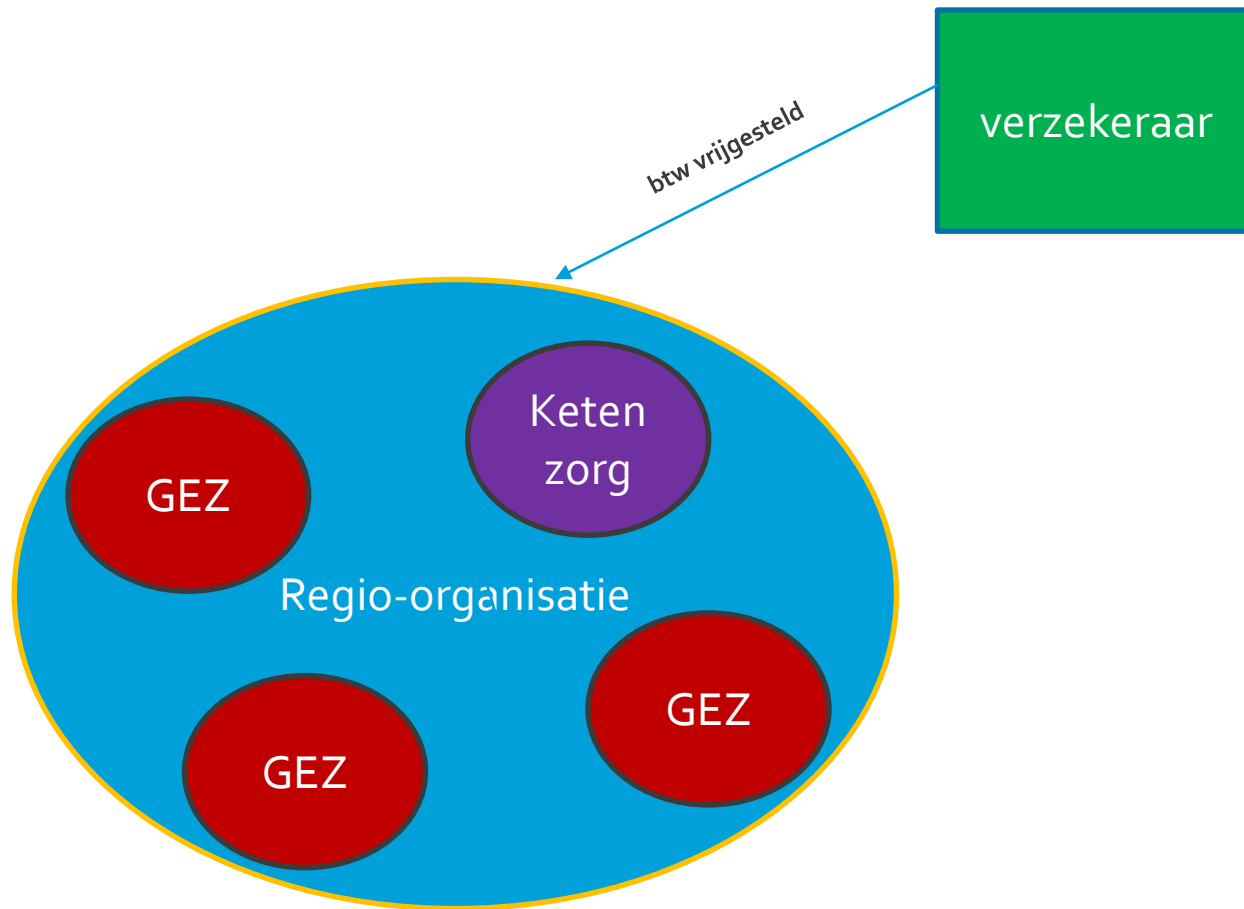 verzekeraar
btw vrijgesteld
Keten
zorg
GEZ
Regio-organisatie
GEZ
GEZ